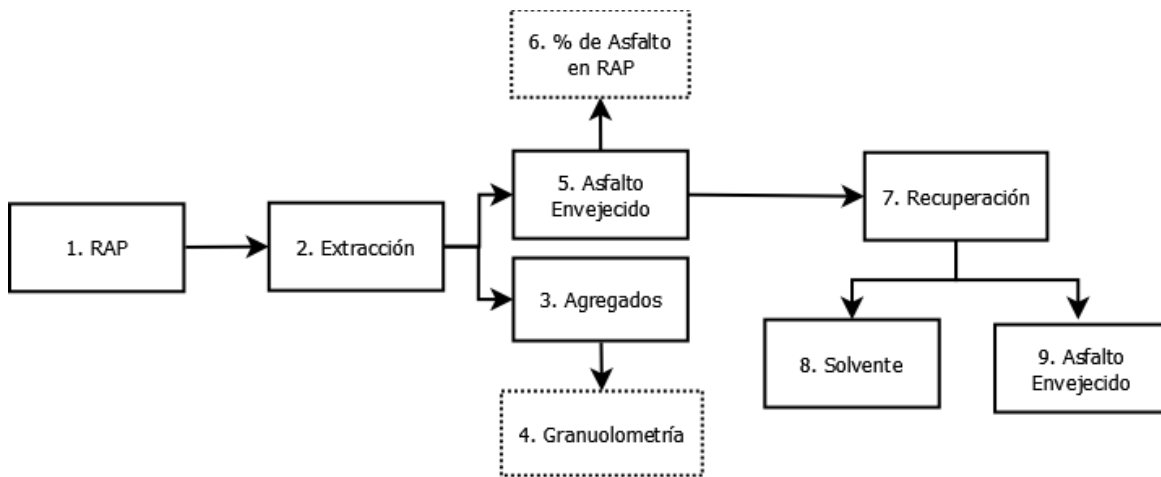 1. RAP
2. Extracción
3. Agregados
4. Granuolometría
5. Asfalto
Envejecido
6. % de Asfalto
en RAP
7. Recuperación
8. Solvente
9. Asfalto
Envejecido